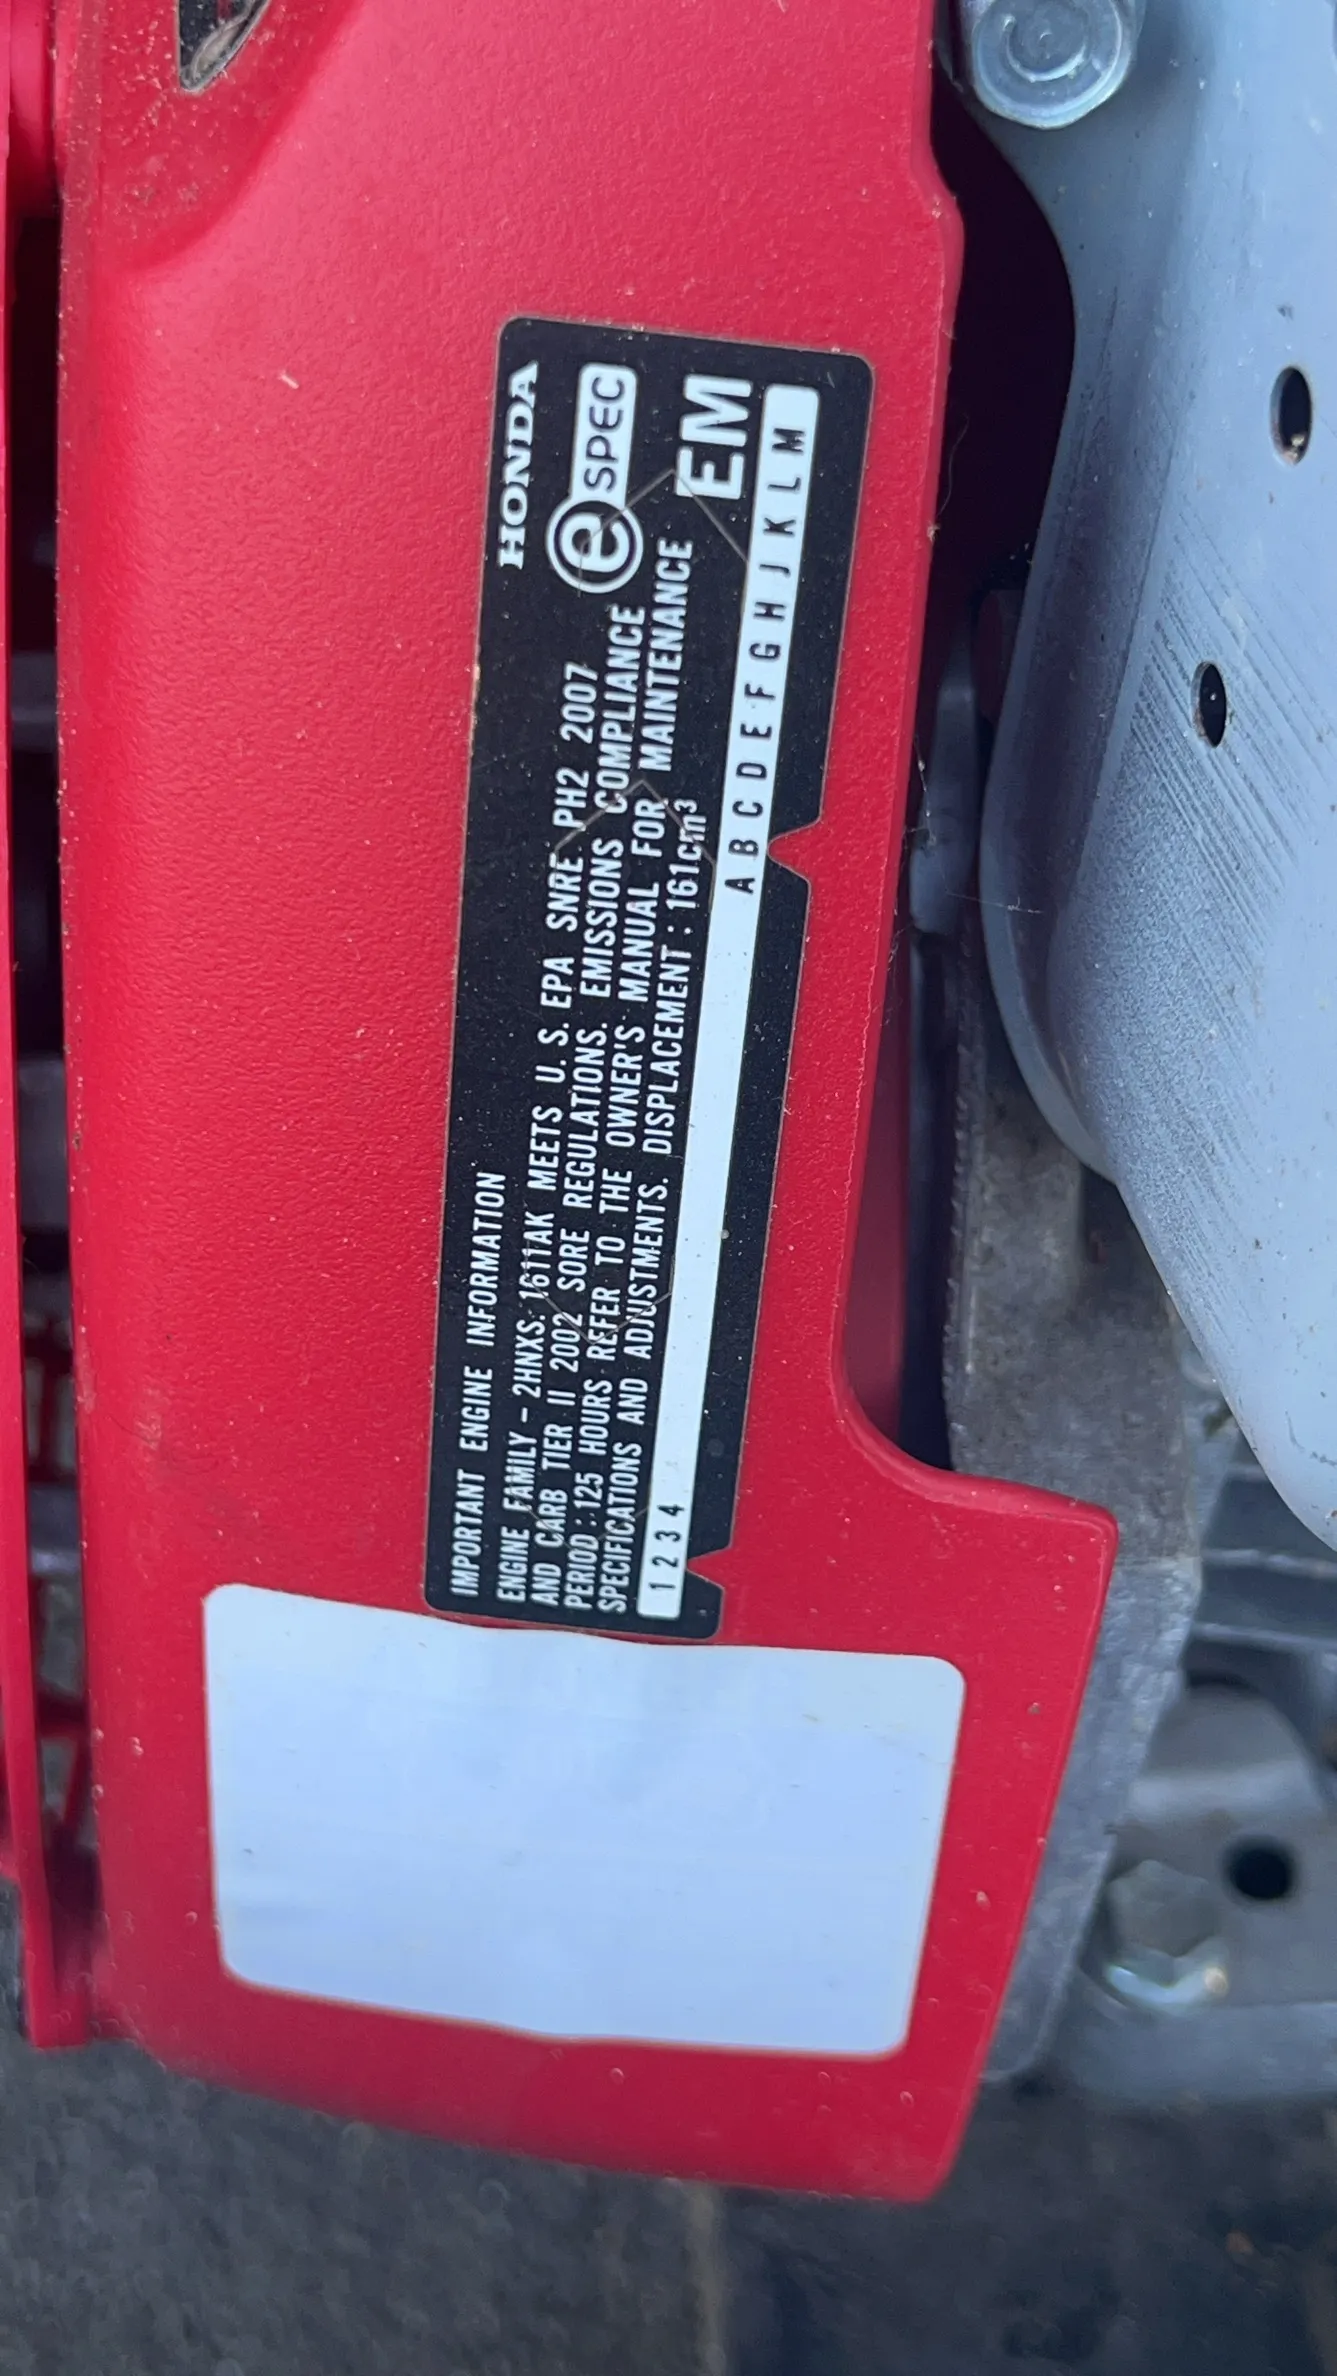 HONDA
e SPEC
EM
IMPORTANT ENGINE INFORMATION
ENGINE FAMILY - 2HNXS. 1611AK MEETS U. S. EPA SNRE PH2 2007
AND CARB TIER II 2002 SORE REGULATIONS. EMISSIONS COMPLIANCE
PERIOD : 125 HOURS REFER TO THE OWNER'S MANUAL FOR MAINTENANCE
SPECIFICATIONS AND ADJUSTMENTS. DISPLACEMENT : 161cm³
1 2 3 4 A B C D E F G H J K L M